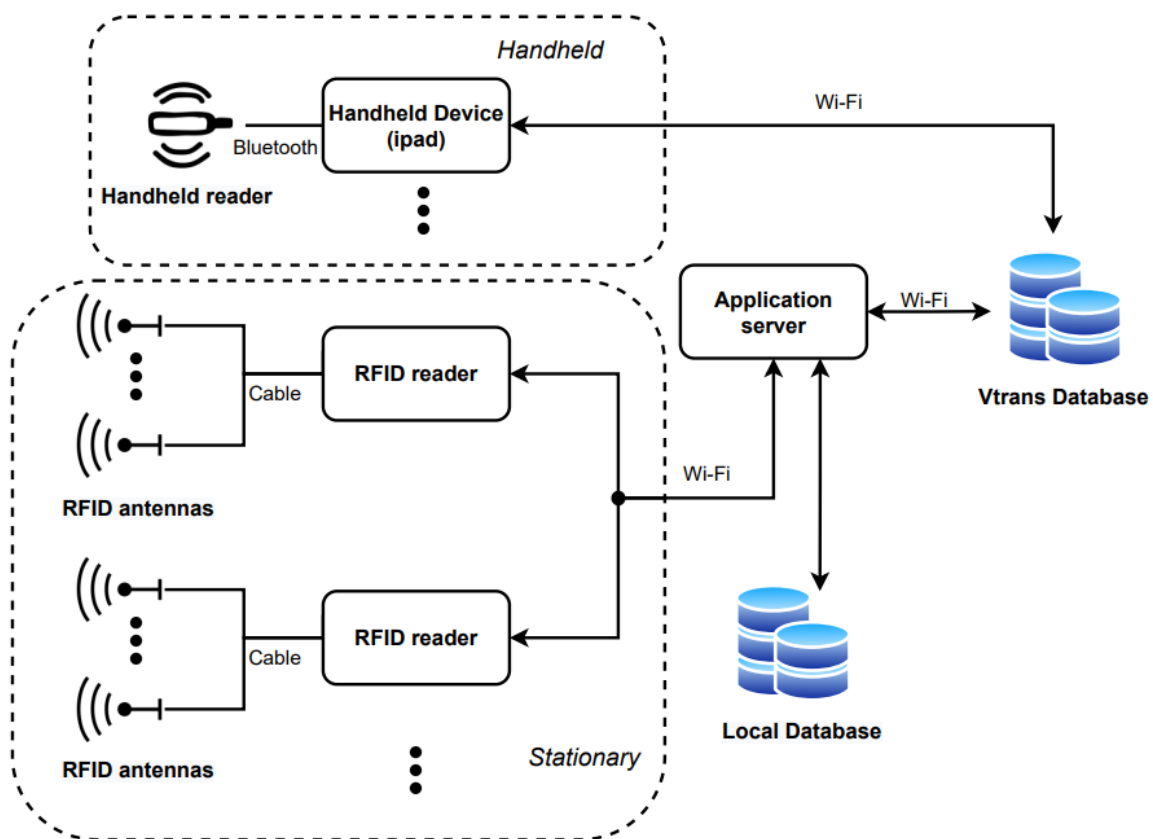 Handheld
Handheld Device
(ipad)
Bluetooth
Handheld reader
Wi-Fi
Application
server
Wi-Fi
Vtrans Database
RFID reader
Cable
RFID antennas
Wi-Fi
RFID reader
Cable
RFID antennas
Stationary
Local Database